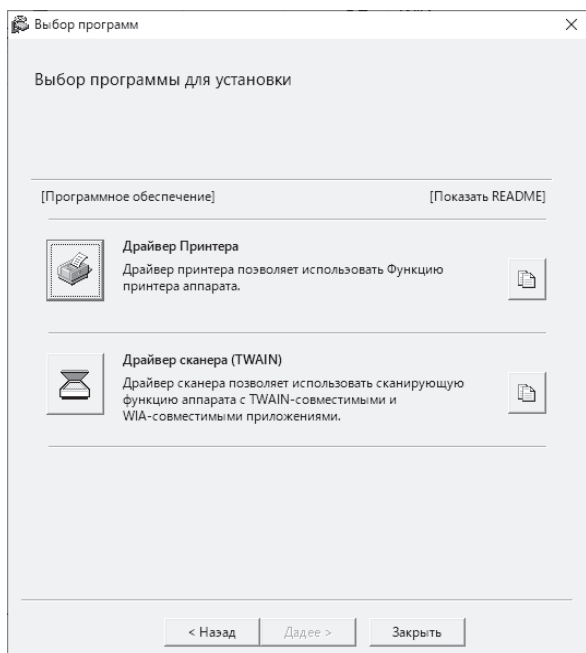 Выбор программ
Выбор программы для установки
[Программное обеспечение] [Показать README]
Драйвер Принтера
Драйвер принтера позволяет использовать Функцию
принтера аппарата.
Драйвер сканера (TWAIN)
Драйвер сканера позволяет использовать сканирующую
функцию аппарата с TWAIN-совместимыми и
WIA-совместимыми приложениями.
< Назад Дадее > Закрыть